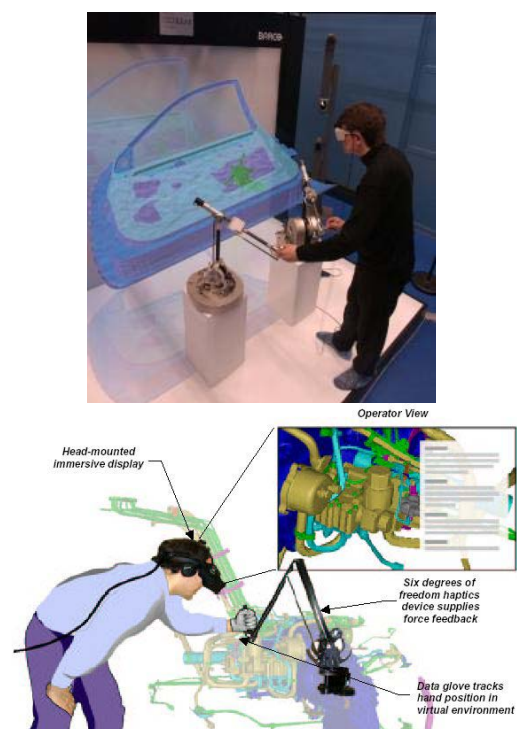 BARCO
Operator View
Head-mounted
immersive display
Six degrees of
freedom haptics
device supplies
force feedback
Data glove tracks
hand position in
virtual environment